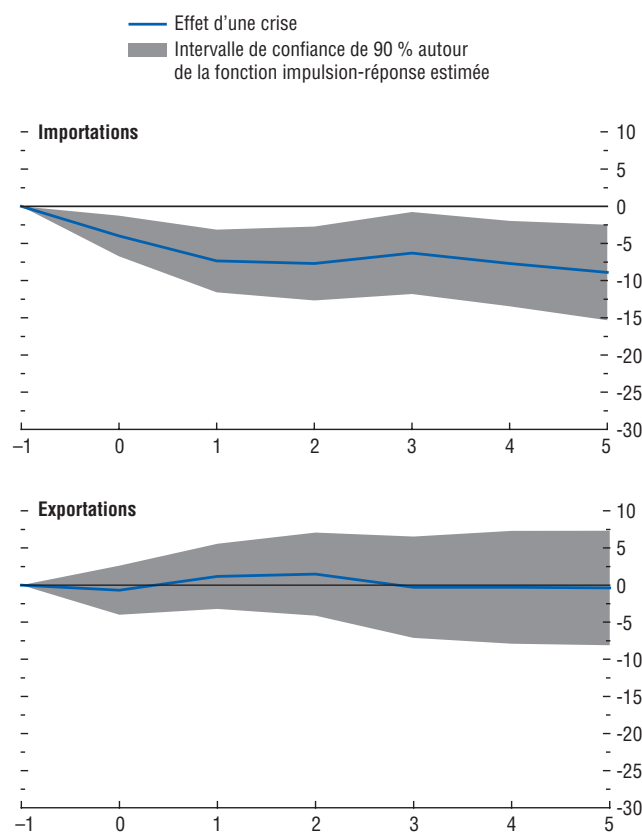 Effet d'une crise
Intervalle de confiance de 90 % autour
de la fonction impulsion-réponse estimée
Importations
10
5
0
-5
-10
-15
-20
-25
-30
–1 0 1 2 3 4 5
Exportations
10
5
0
-5
-10
-15
-20
-25
-30
–1 0 1 2 3 4 5